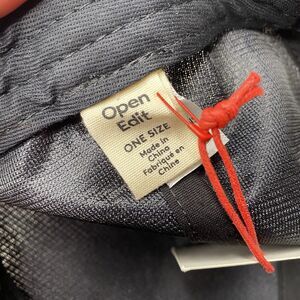 Open
Edit
ONE SIZE
Made in
China
Fabriqué en
Chine